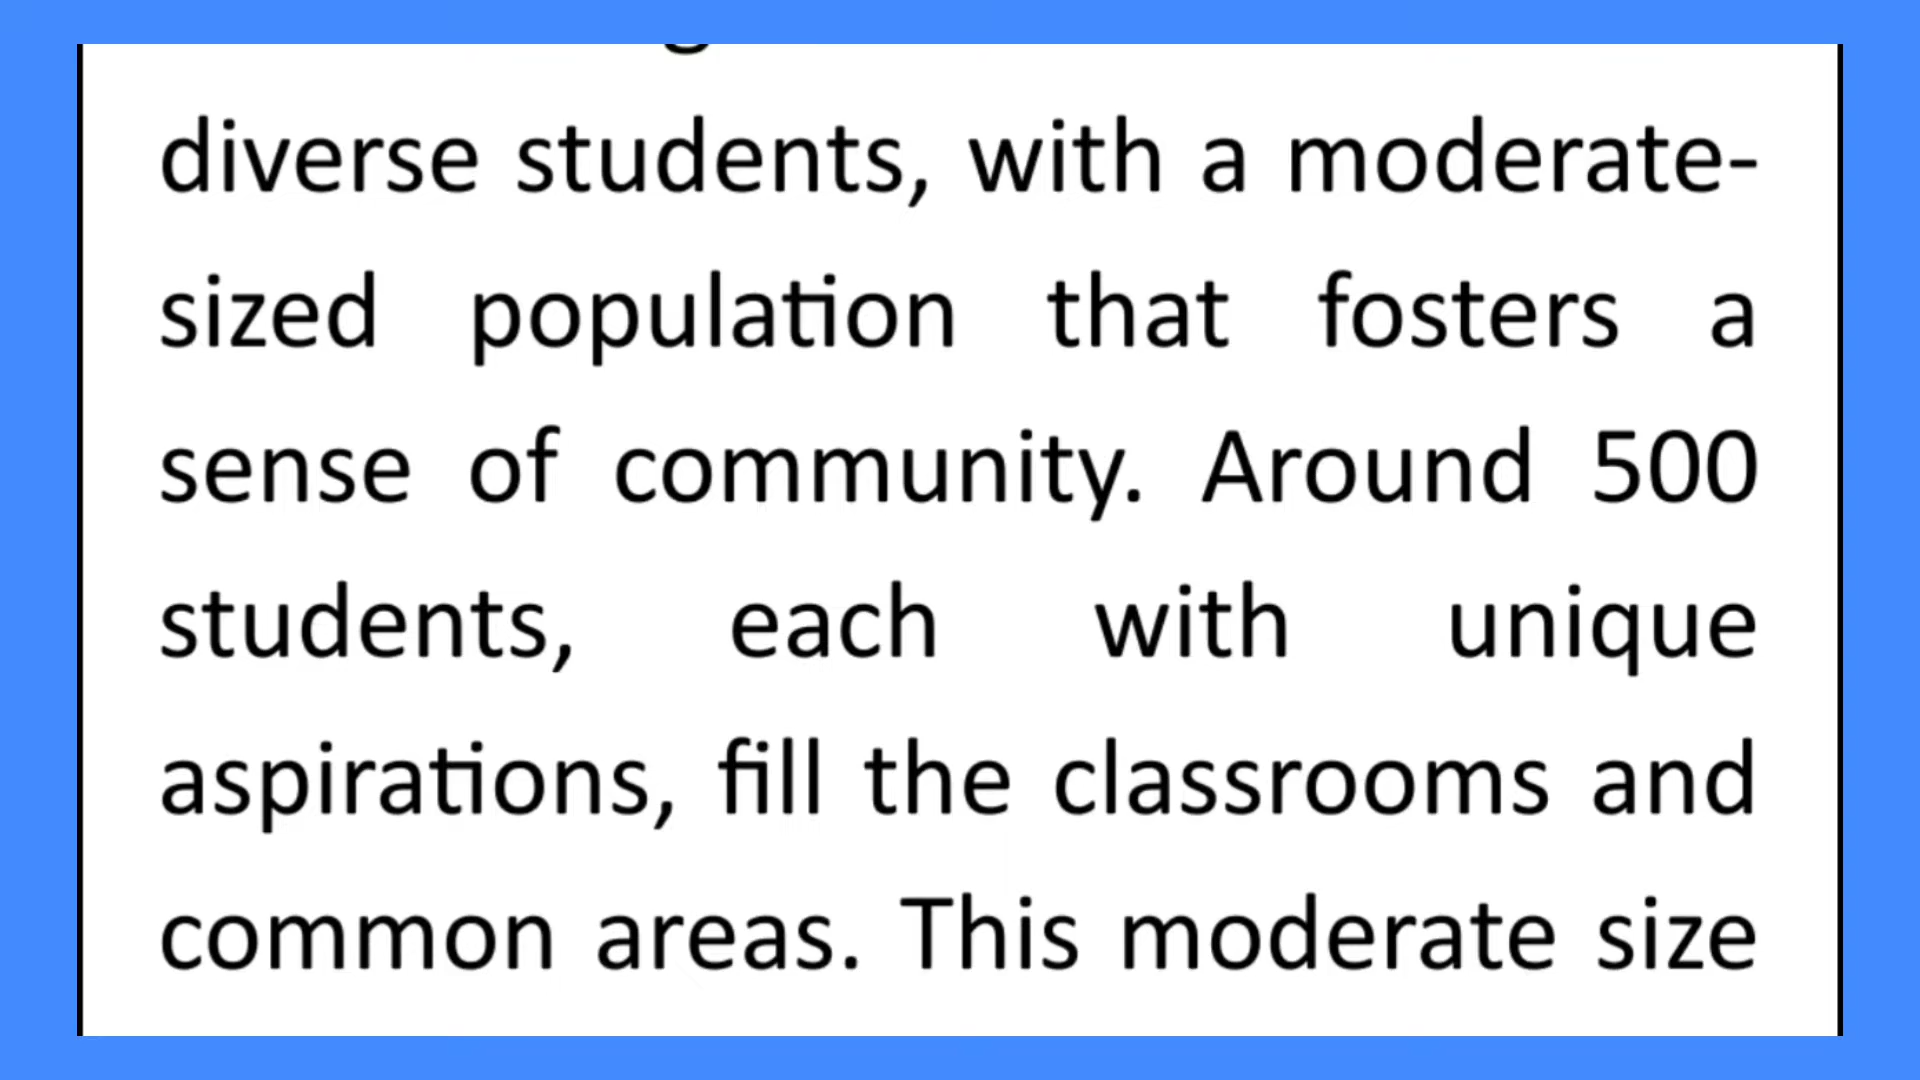 diverse students, with a moderate-
sized population that fosters a
sense of community. Around 500
students, each with unique
aspirations, fill the classrooms and
common areas. This moderate size